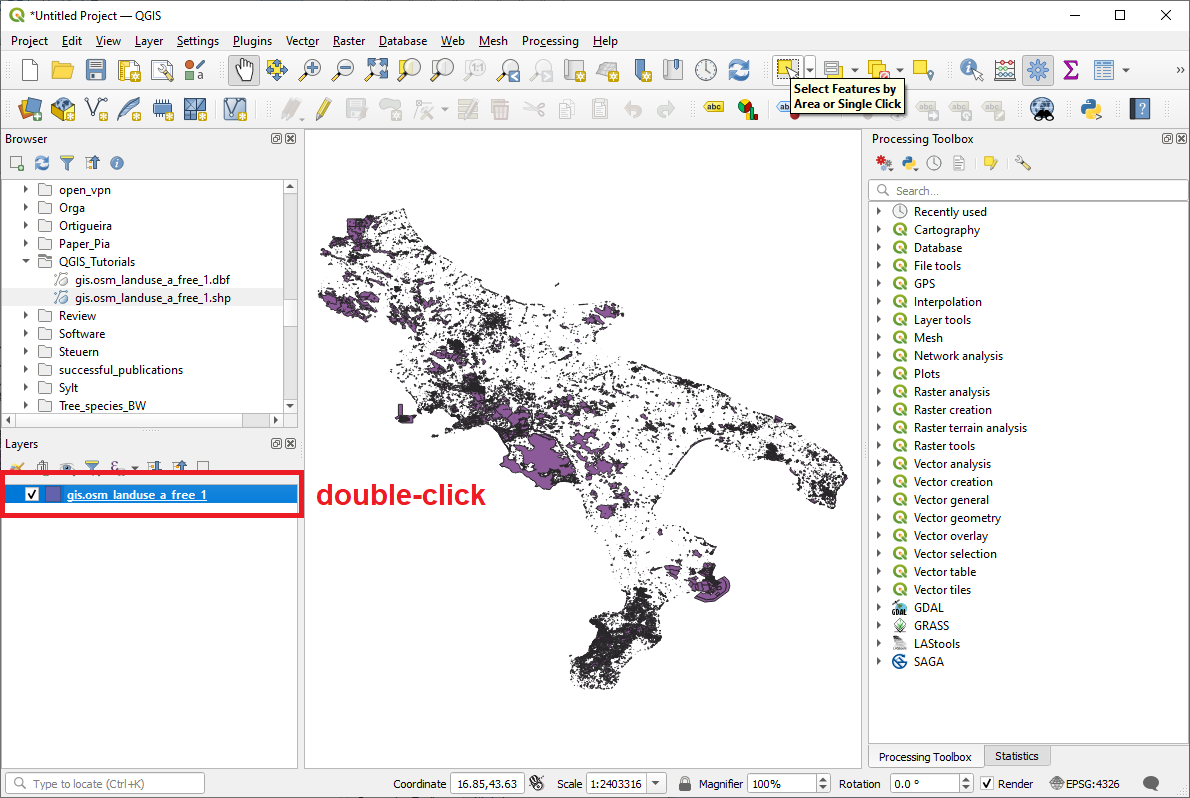 *Untitled Project — QGIS
Project Edit View Layer Settings Plugins Vector Raster Database Web Mesh Processing Help
1:1
Select Features by
Area or Single Click
abc
Browser
open_vpn
Orga
Ortigueira
Paper_Pia
QGIS_Tutorials
gis.osm_landuse_a_free_1.dbf
gis.osm_landuse_a_free_1.shp
Review
Software
Steuern
successful_publications
Sylt
Tree_species_BW
Layers
gis.osm_landuse_a_free_1
double-click
Processing Toolbox
Search...
Recently used
Cartography
Database
File tools
GPS
Interpolation
Layer tools
Mesh
Network analysis
Plots
Raster analysis
Raster creation
Raster terrain analysis
Raster tools
Vector analysis
Vector creation
Vector general
Vector geometry
Vector overlay
Vector selection
Vector table
Vector tiles
GDAL
GRASS
LAStools
SAGA
Processing Toolbox Statistics
Type to locate (Ctrl+K) Coordinate 16.85,43.63 Scale 1:2403316 Magnifier 100% Rotation 0.0 ° Render EPSG:4326